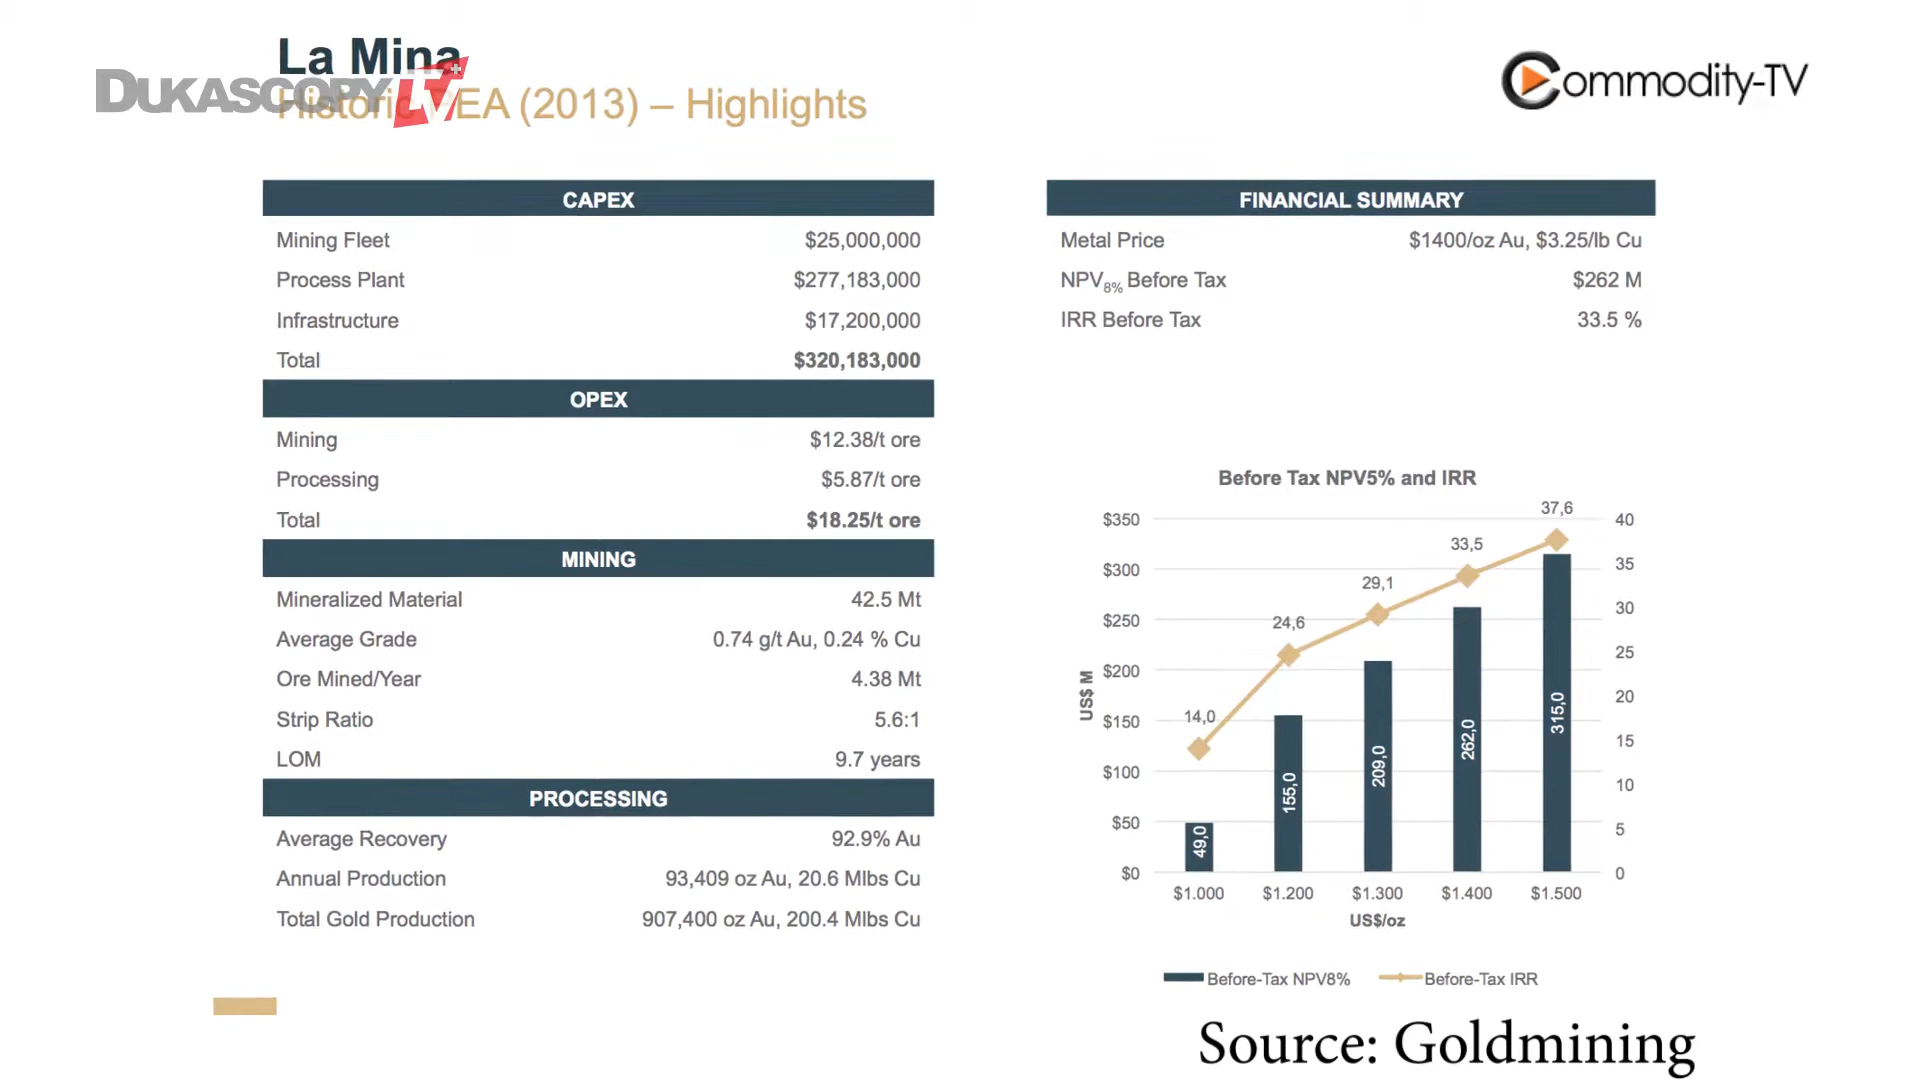 La Mina
DUKASCOPY TV
Historic PEA (2013) – Highlights
Commodity-TV
CAPEX
Mining Fleet $25,000,000
Process Plant $277,183,000
Infrastructure $17,200,000
Total $320,183,000
OPEX
Mining $12.38/t ore
Processing $5.87/t ore
Total $18.25/t ore
MINING
Mineralized Material 42.5 Mt
Average Grade 0.74 g/t Au, 0.24 % Cu
Ore Mined/Year 4.38 Mt
Strip Ratio 5.6:1
LOM 9.7 years
PROCESSING
Average Recovery 92.9% Au
Annual Production 93,409 oz Au, 20.6 Mlbs Cu
Total Gold Production 907,400 oz Au, 200.4 Mlbs Cu
FINANCIAL SUMMARY
Metal Price $1400/oz Au, $3.25/lb Cu
NPV8% Before Tax $262 M
IRR Before Tax 33.5 %
Before Tax NPV5% and IRR
US$ M
$350
$300
$250
$200
$150
$100
$50
$0
14,0
24,6
29,1
33,5
37,6
49,0
155,0
209,0
262,0
315,0
40
35
30
25
20
15
10
5
0
$1.000 $1.200 $1.300 $1.400 $1.500
US$/oz
Before-Tax NPV8% Before-Tax IRR
Source: Goldmining